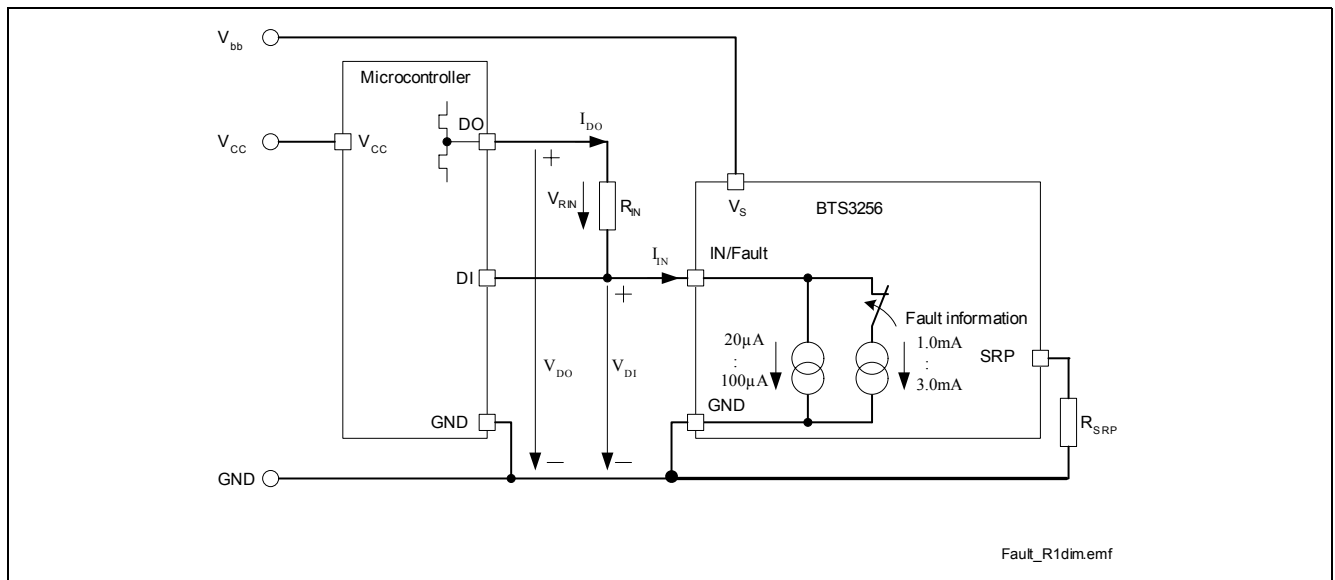 V_bb
Microcontroller
DO
I_DO
V_CC
V_CC
V_RIN
R_IN
V_S
BTS3256
DI
I_IN
IN/Fault
+
+
Fault information
20µA
:
100µA
1.0mA
:
3.0mA
SRP
V_DO
V_DI
GND
GND
R_SRP
–
–
GND
Fault_R1dim.emf